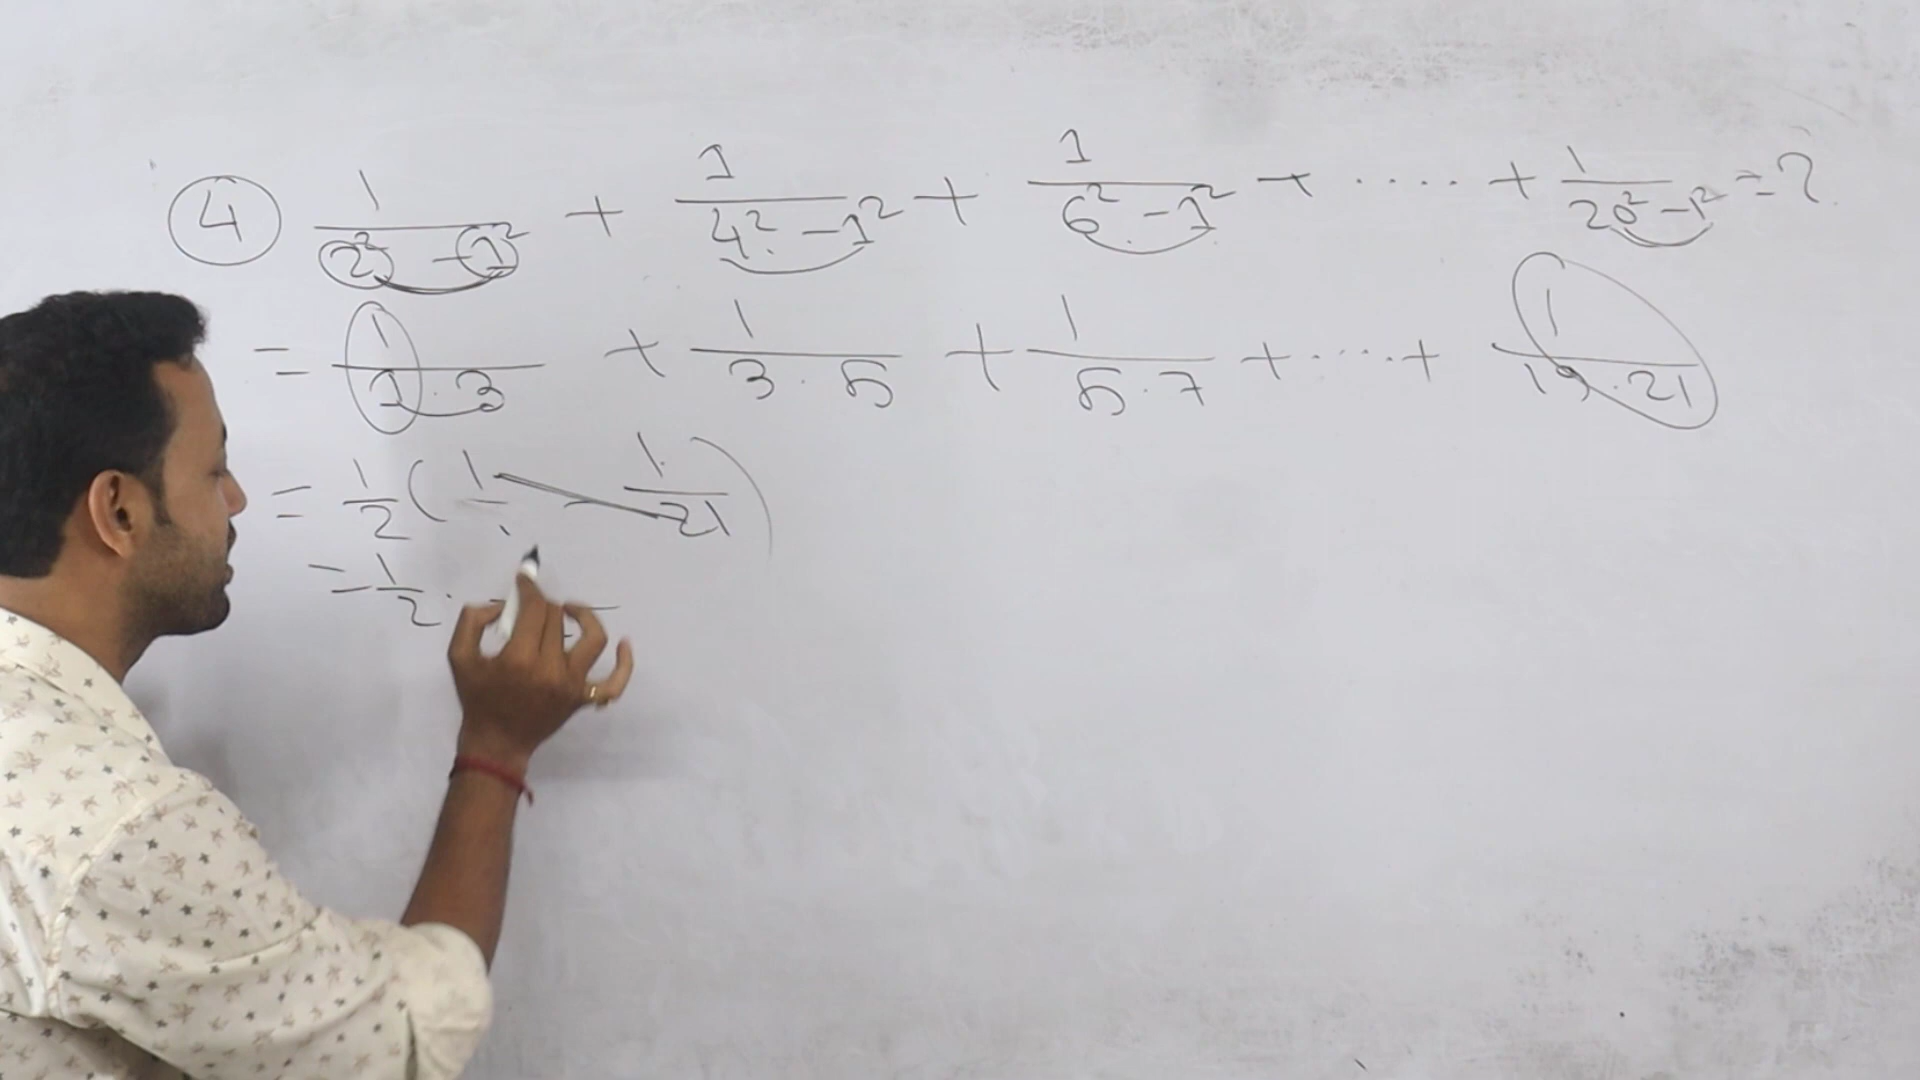 ④ 1/(2² - 1²) + 1/(4² - 1²) + 1/(6² - 1²) + ..... + 1/(20² - 1²) = ?
= 1/(1·3) + 1/(3·5) + 1/(5·7) + ..... + 1/(19·21)
= 1/2 ( 1/1 - 1/21 )
= 1/2 ·